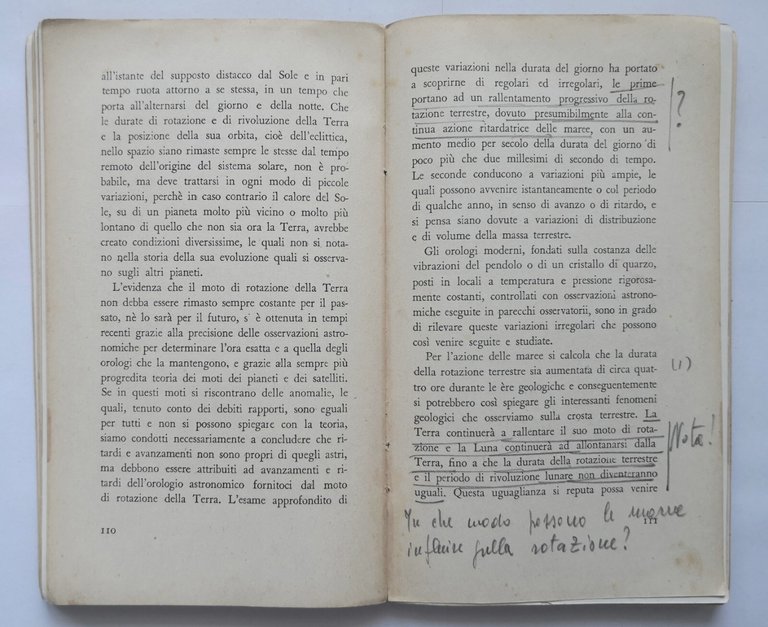 all'istante del supposto distacco dal Sole e in pari
tempo ruota attorno a se stessa, in un tempo che
porta all'alternarsi del giorno e della notte. Che
le durate di rotazione e di rivoluzione della Terra
e la posizione della sua orbita, cioè dell'eclittica,
nello spazio siano rimaste sempre le stesse dal tempo
remoto dell'origine del sistema solare, non è pro-
babile, ma deve trattarsi in ogni modo di piccole
variazioni, perchè in caso contrario il calore del So-
le, su di un pianeta molto più vicino o molto più
lontano di quello che non sia ora la Terra, avrebbe
creato condizioni diversissime, le quali non si nota-
no nella storia della sua evoluzione quali si osserva-
no sugli altri pianeti.
L'evidenza che il moto di rotazione della Terra
non debba essere rimasto sempre costante per il pas-
sato, nè lo sarà per il futuro, s'è ottenuta in tempi
recenti grazie alla precisione delle osservazioni astro-
nomiche per determinare l'ora esatta e a quella degli
orologi che la mantengono, e grazie alla sempre più
progredita teoria dei moti dei pianeti e dei satelliti.
Se in questi moti si riscontrano delle anomalie, le
quali, tenuto conto dei debiti rapporti, sono eguali
per tutti e non si possono spiegare con la teoria,
siamo condotti necessariamente a concludere che ri-
tardi e avanzamenti non sono propri di quegli astri,
ma debbono essere attribuiti ad avanzamenti e ri-
tardi dell'orologio astronomico fornitoci dal moto
di rotazione della Terra. L'esame approfondito di
110
queste variazioni nella durata del giorno ha portato
a scoprirne di regolari ed irregolari, le prime
portano ad un rallentamento progressivo della ro-
tazione terrestre, dovuto presumibilmente alla con-
tinua azione ritardatrice delle maree, con un au-
mento medio per secolo della durata del giorno di
poco più che due millesimi di secondo di tempo.
Le seconde conducono a variazioni più ampie, le
quali possono avvenire istantaneamente o col periodo
di qualche anno, in senso di avanzo o di ritardo, e
si pensa siano dovute a variazioni di distribuzione
e di volume della massa terrestre.
?
Gli orologi moderni, fondati sulla costanza delle
vibrazioni del pendolo o di un cristallo di quarzo,
posti in locali a temperatura e pressione rigorosa-
mente costanti, controllati con osservazioni astrono-
miche eseguite in parecchi osservatorii, sono in grado
di rilevare queste variazioni irregolari che possono
così venire seguite e studiate.
Per l'azione delle maree si calcola che la durata
della rotazione terrestre sia aumentata di circa quat-
tro ore durante le ère geologiche e conseguentemente
si potrebbero così spiegare gli interessanti fenomeni
geologici che osserviamo sulla crosta terrestre. La
Terra continuerà a rallentare il suo moto di rota-
zione e la Luna continuerà ad allontanarsi dalla
Terra, fino a che la durata della rotazione terrestre
e il periodo di rivoluzione lunare non diventeranno
uguali. Questa uguaglianza si reputa possa venire
(1)
Nota!
111
In che modo possono le maree
influire sulla rotazione?